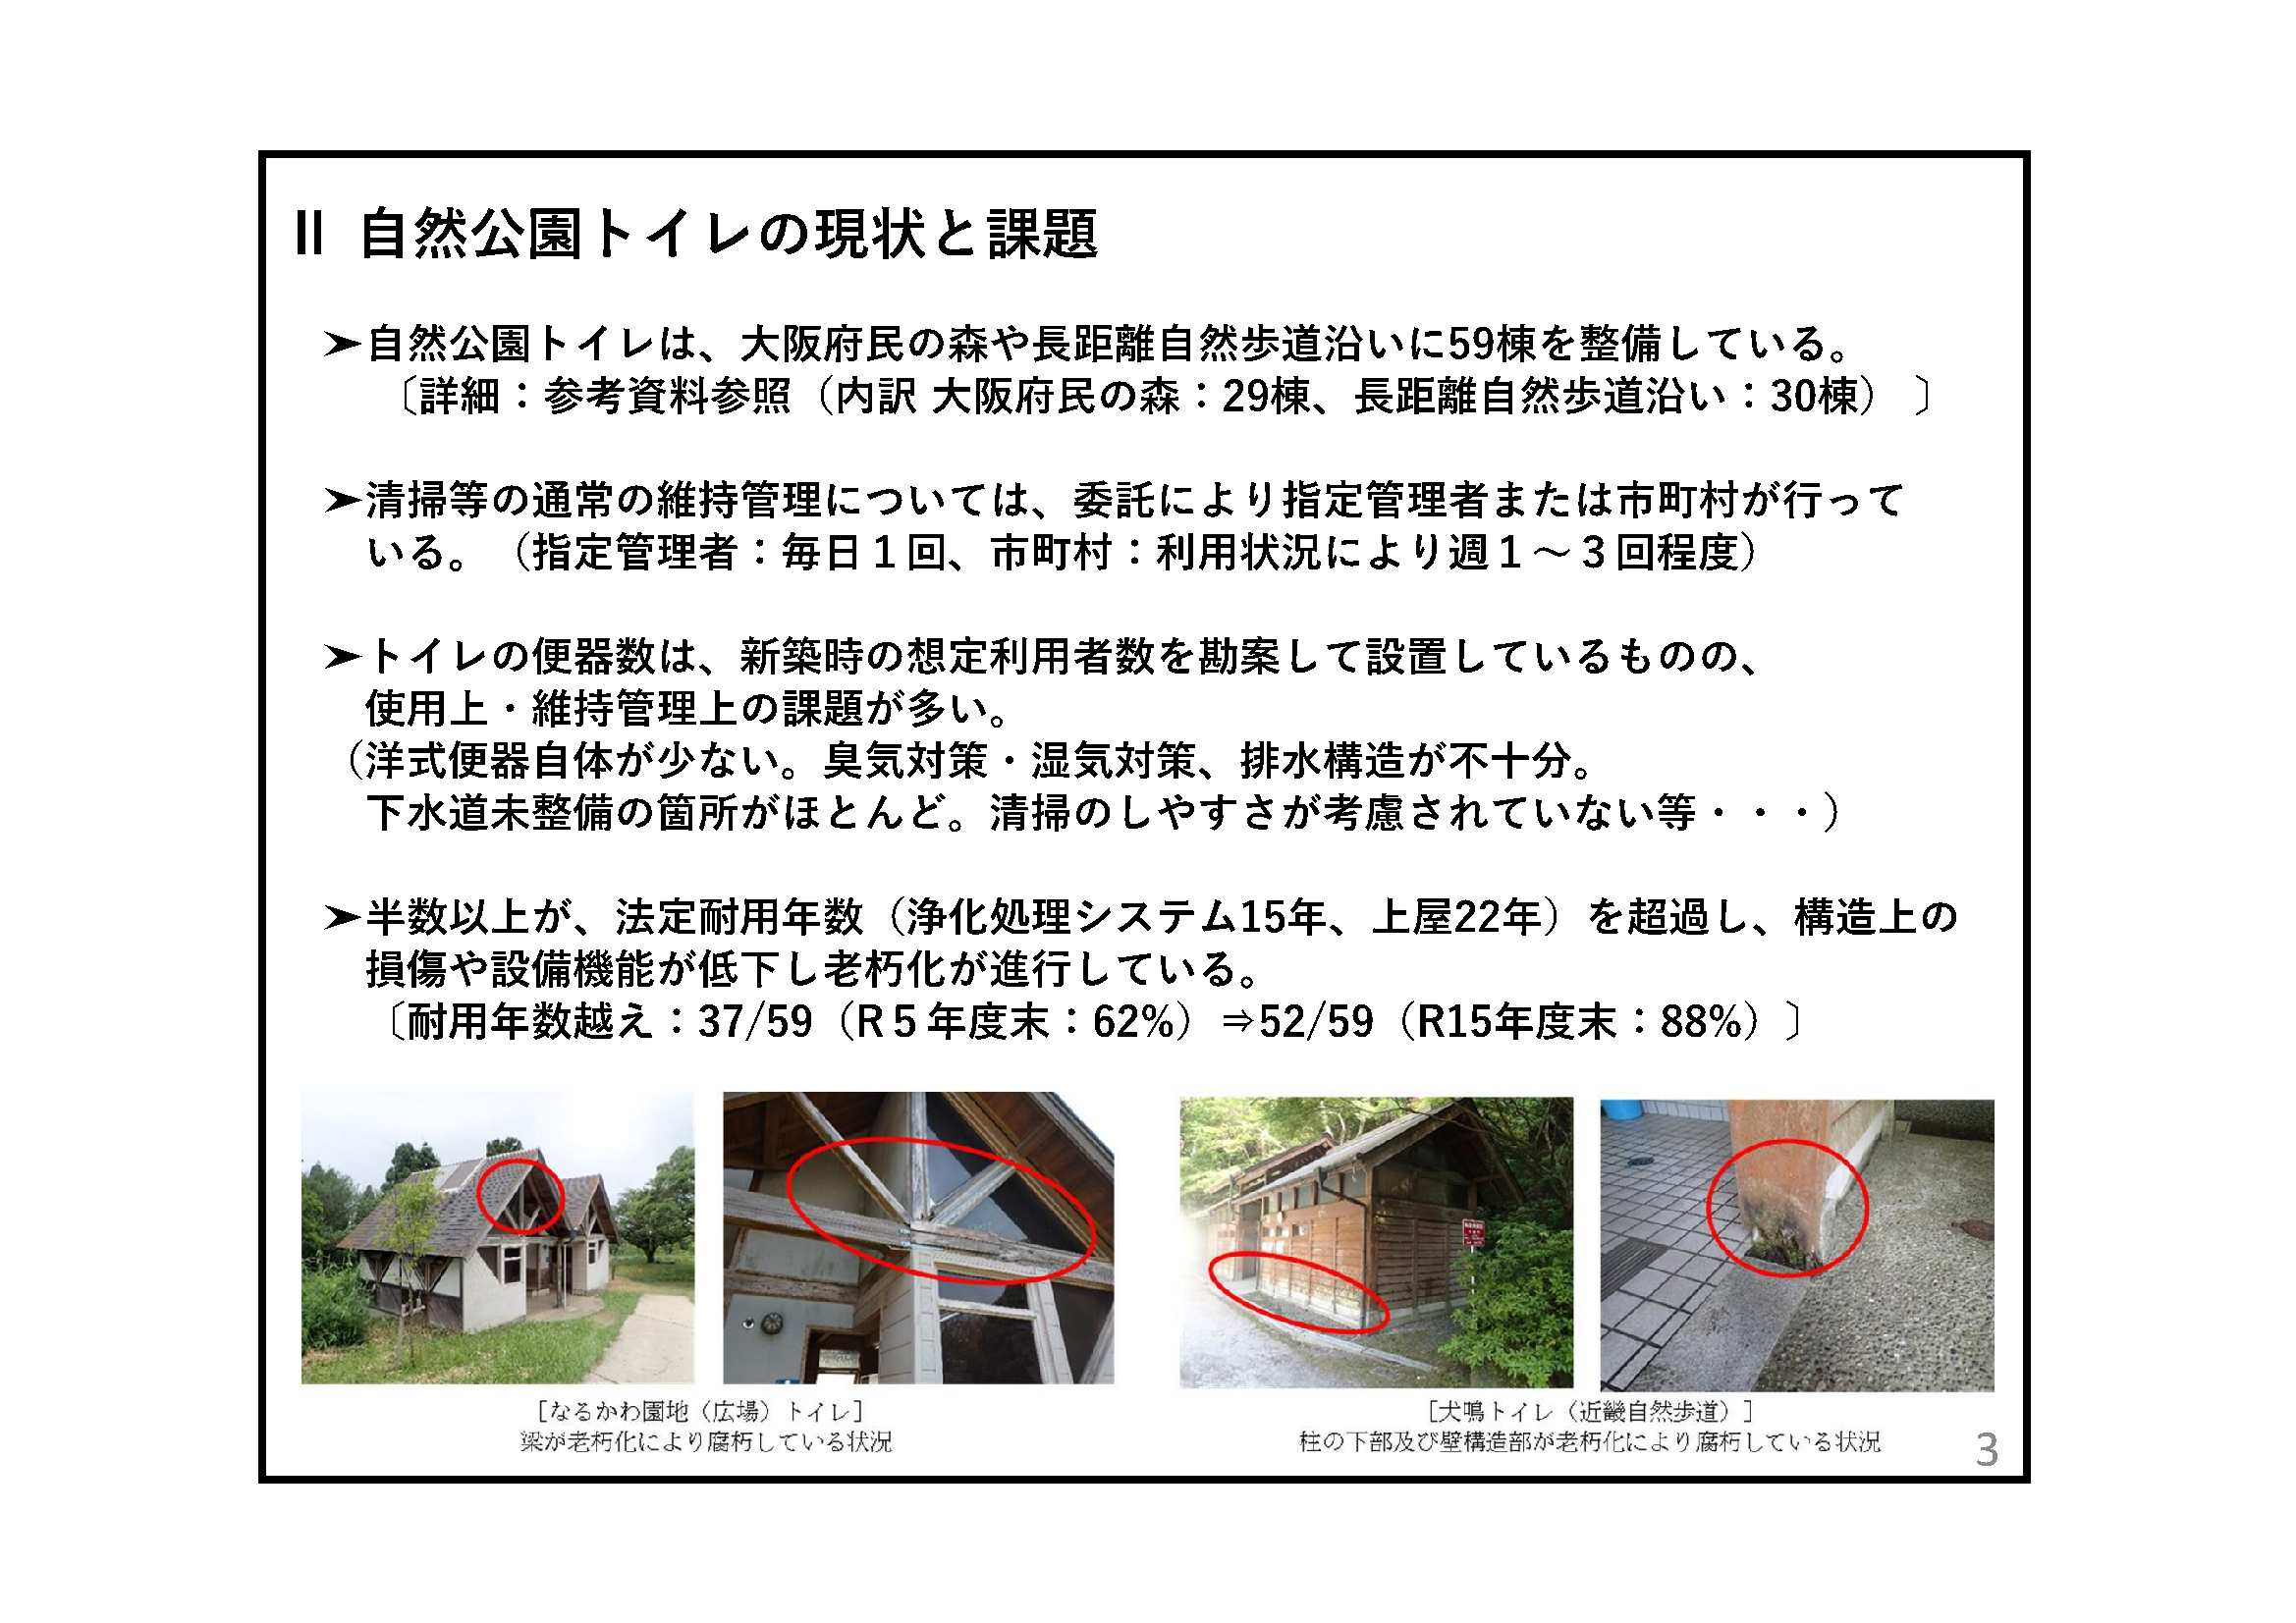 Ⅱ 自然公園トイレの現状と課題
➤自然公園トイレは、大阪府民の森や長距離自然歩道沿いに59棟を整備している。
〔詳細：参考資料参照（内訳 大阪府民の森：29棟、長距離自然歩道沿い：30棟） 〕
➤清掃等の通常の維持管理については、委託により指定管理者または市町村が行って
いる。（指定管理者：毎日１回、市町村：利用状況により週１～３回程度）
➤トイレの便器数は、新築時の想定利用者数を勘案して設置しているものの、
使用上・維持管理上の課題が多い。
（洋式便器自体が少ない。臭気対策・湿気対策、排水構造が不十分。
下水道未整備の箇所がほとんど。清掃のしやすさが考慮されていない等・・・）
➤半数以上が、法定耐用年数（浄化処理システム15年、上屋22年）を超過し、構造上の
損傷や設備機能が低下し老朽化が進行している。
〔耐用年数越え：37/59（R５年度末：62%）⇒52/59（R15年度末：88%）〕
［なるかわ園地（広場）トイレ］
梁が老朽化により腐朽している状況
［犬鳴トイレ（近畿自然歩道）］
柱の下部及び壁構造部が老朽化により腐朽している状況
3